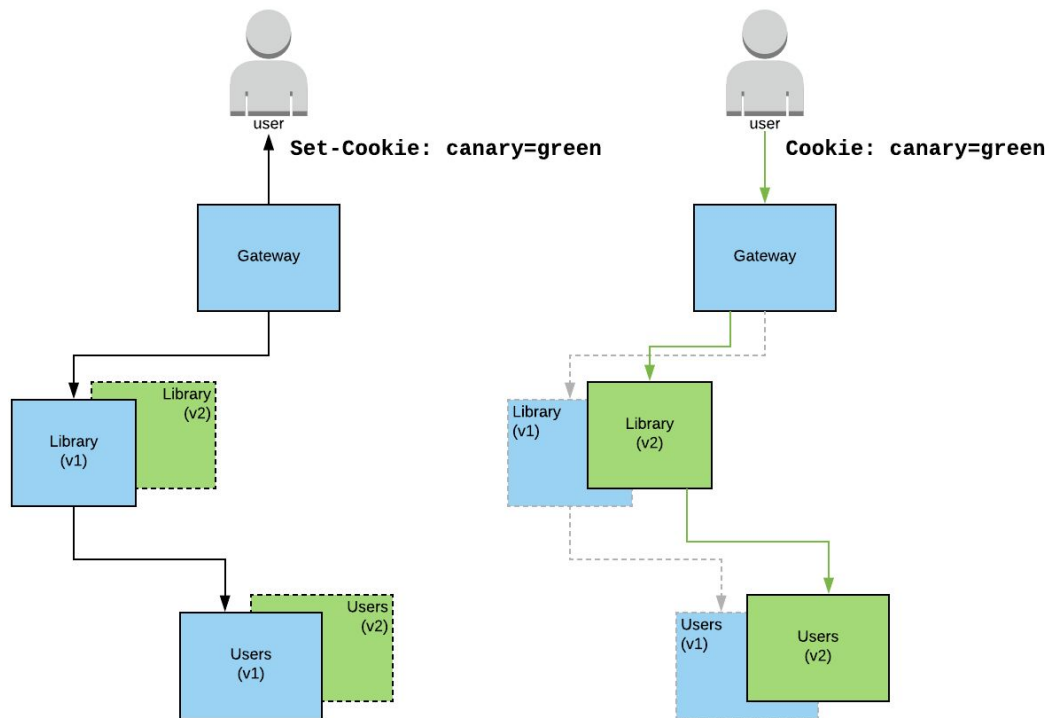 user
Set-Cookie: canary=green
Gateway
Library
(v2)
Library
(v1)
Users
(v2)
Users
(v1)
user
Cookie: canary=green
Gateway
Library
(v1)
Library
(v2)
Users
(v1)
Users
(v2)